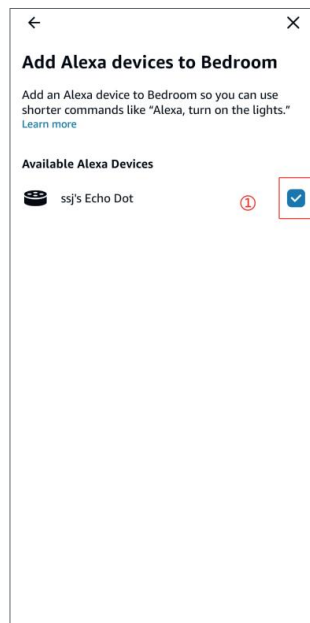 Add Alexa devices to Bedroom
Add an Alexa device to Bedroom so you can use
shorter commands like “Alexa, turn on the lights.”
Learn more
Available Alexa Devices
ssj's Echo Dot
①